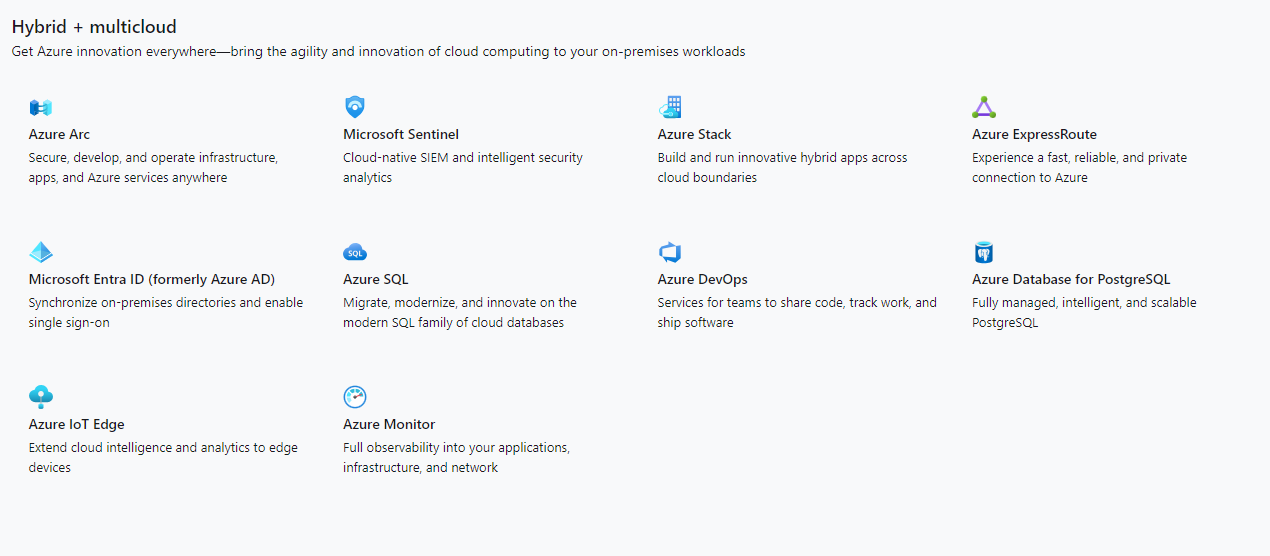 Hybrid + multicloud
Get Azure innovation everywhere—bring the agility and innovation of cloud computing to your on-premises workloads
Azure Arc
Secure, develop, and operate infrastructure,
apps, and Azure services anywhere
Microsoft Sentinel
Cloud-native SIEM and intelligent security
analytics
Azure Stack
Build and run innovative hybrid apps across
cloud boundaries
Azure ExpressRoute
Experience a fast, reliable, and private
connection to Azure
Microsoft Entra ID (formerly Azure AD)
Synchronize on-premises directories and enable
single sign-on
SQL
Azure SQL
Migrate, modernize, and innovate on the
modern SQL family of cloud databases
Azure DevOps
Services for teams to share code, track work, and
ship software
Azure Database for PostgreSQL
Fully managed, intelligent, and scalable
PostgreSQL
Azure IoT Edge
Extend cloud intelligence and analytics to edge
devices
Azure Monitor
Full observability into your applications,
infrastructure, and network